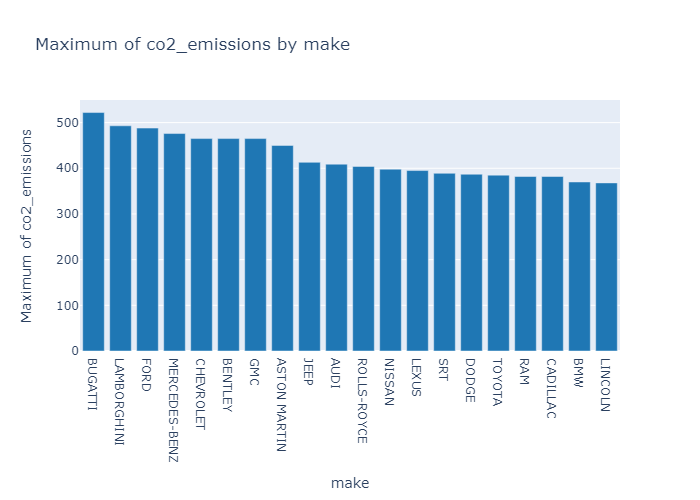 Maximum of co2_emissions by make
Maximum of co2_emissions
500
400
300
200
100
0
BUGATTI
LAMBORGHINI
FORD
MERCEDES-BENZ
CHEVROLET
BENTLEY
GMC
ASTON MARTIN
JEEP
AUDI
ROLLS-ROYCE
NISSAN
LEXUS
SRT
DODGE
TOYOTA
RAM
CADILLAC
BMW
LINCOLN
make